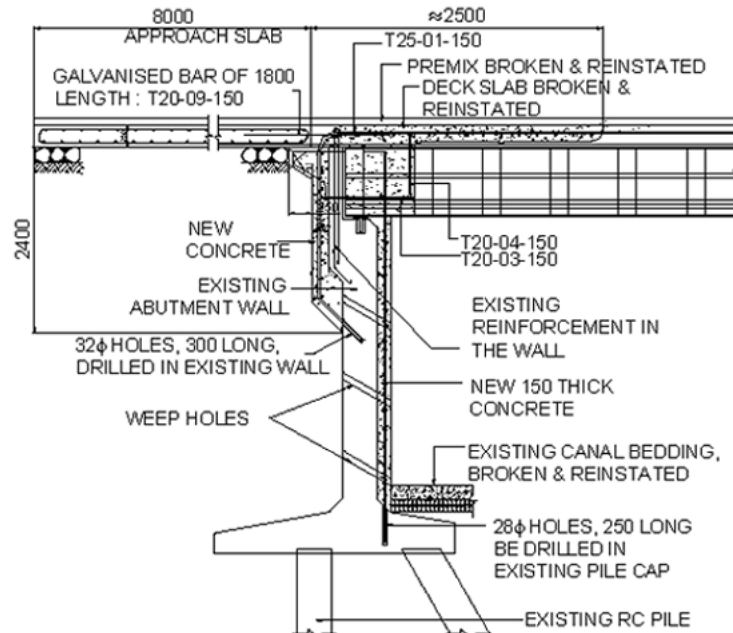 8000
≈2500
APPROACH SLAB
T25-01-150
GALVANISED BAR OF 1800
LENGTH : T20-09-150
PREMIX BROKEN & REINSTATED
DECK SLAB BROKEN &
REINSTATED
2400
NEW
CONCRETE
T20-04-150
T20-03-150
EXISTING
ABUTMENT WALL
EXISTING
REINFORCEMENT IN
THE WALL
32ϕ HOLES, 300 LONG,
DRILLED IN EXISTING WALL
NEW 150 THICK
CONCRETE
WEEP HOLES
EXISTING CANAL BEDDING,
BROKEN & REINSTATED
28ϕ HOLES, 250 LONG
BE DRILLED IN
EXISTING PILE CAP
EXISTING RC PILE